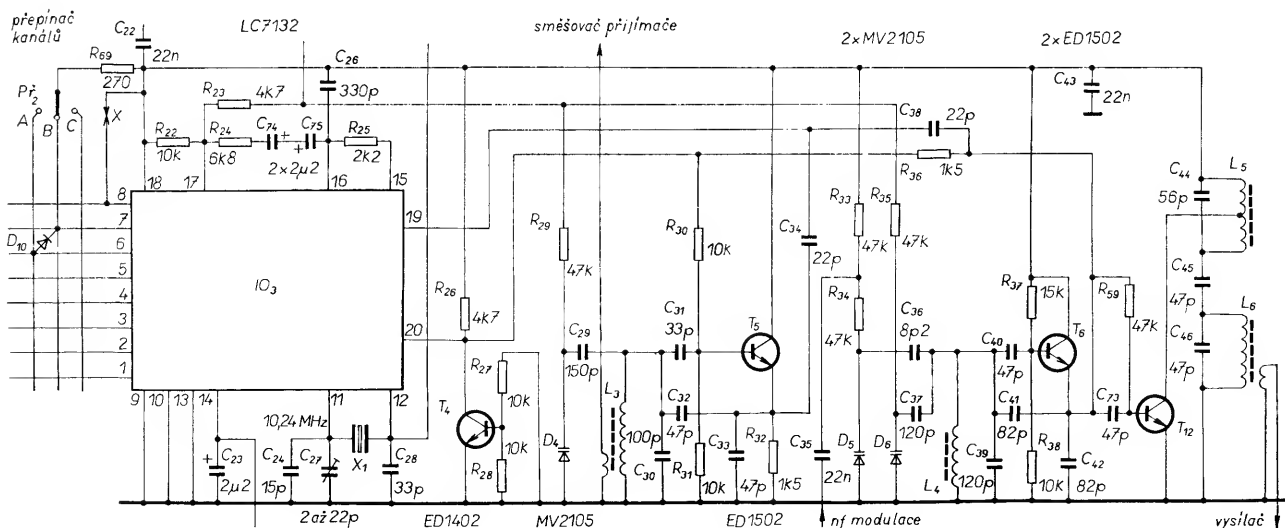 přepínač
kanálů
C22
22n
LC7132
směšovač přijímače
2×MV2105
2×ED1502
R69
270
Př2
A
B
C
X
R23
4k7
C26
330p
R22
10k
R24
6k8
C74
+
C75
+
2×2µ2
R25
2k2
C38
22p
R36
1k5
C43
22n
C44
56p
L5
18
17
16
15
8
7
6
5
4
3
2
1
D10
IO3
19
20
9
10
13
14
11
12
R26
4k7
R29
47k
R30
10k
C34
22p
R33
47k
R35
47k
R34
47k
C29
150p
C31
33p
T5
C36
8p2
R37
15k
C40
47p
T6
R59
47k
C45
47p
L6
C46
47p
10,24 MHz
X1
+
C23
2µ2
C24
15p
C27
2 až 22p
C28
33p
T4
R27
10k
10k
R28
D4
L3
100p
C30
C32
47p
R31
10k
C33
47p
R32
1k5
C35
22n
D5
D6
C37
120p
L4
C39
120p
C41
82p
R38
10k
C42
82p
C73
47p
T12
ED1402
MV2105
ED1502
nf modulace
vysílač